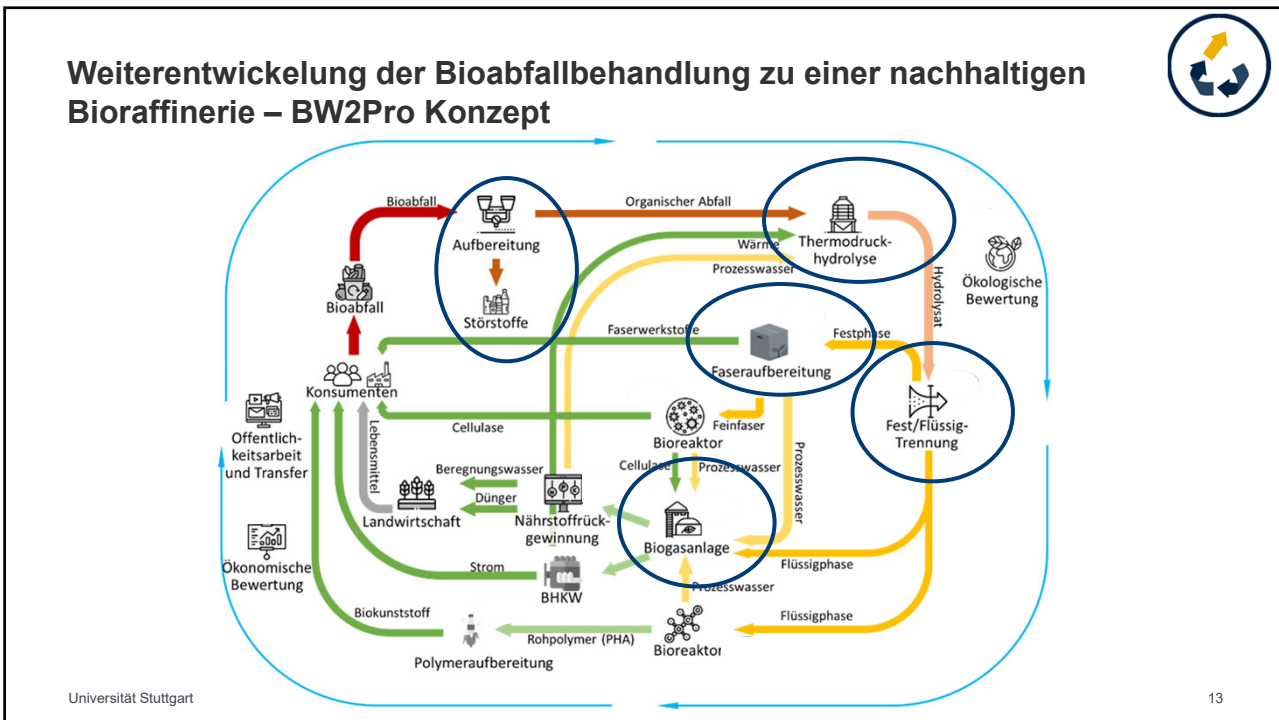 Weiterentwickelung der Bioabfallbehandlung zu einer nachhaltigen
Bioraffinerie – BW2Pro Konzept
Bioabfall
Organischer Abfall
Aufbereitung
Störstoffe
Wärme
Prozesswasser
Thermodruck-
hydrolyse
Hydrolysat
Ökologische
Bewertung
Bioabfall
Faserwerkstoffe
Festphase
Faseraufbereitung
Konsumenten
Fest/Flüssig-
Trennung
Offentlich-
keitsarbeit
und Transfer
Lebensmittel
Cellulase
Bioreaktor
Feinfaser
Cellulase
Prozesswasser
Prozesswasser
Beregnungswasser
Dünger
Landwirtschaft
Nährstoffrück-
gewinnung
Biogasanlage
Flüssigphase
Ökonomische
Bewertung
Strom
BHKW
Prozesswasser
Biokunststoff
Flüssigphase
Rohpolymer (PHA)
Bioreaktor
Polymeraufbereitung
Universität Stuttgart
13